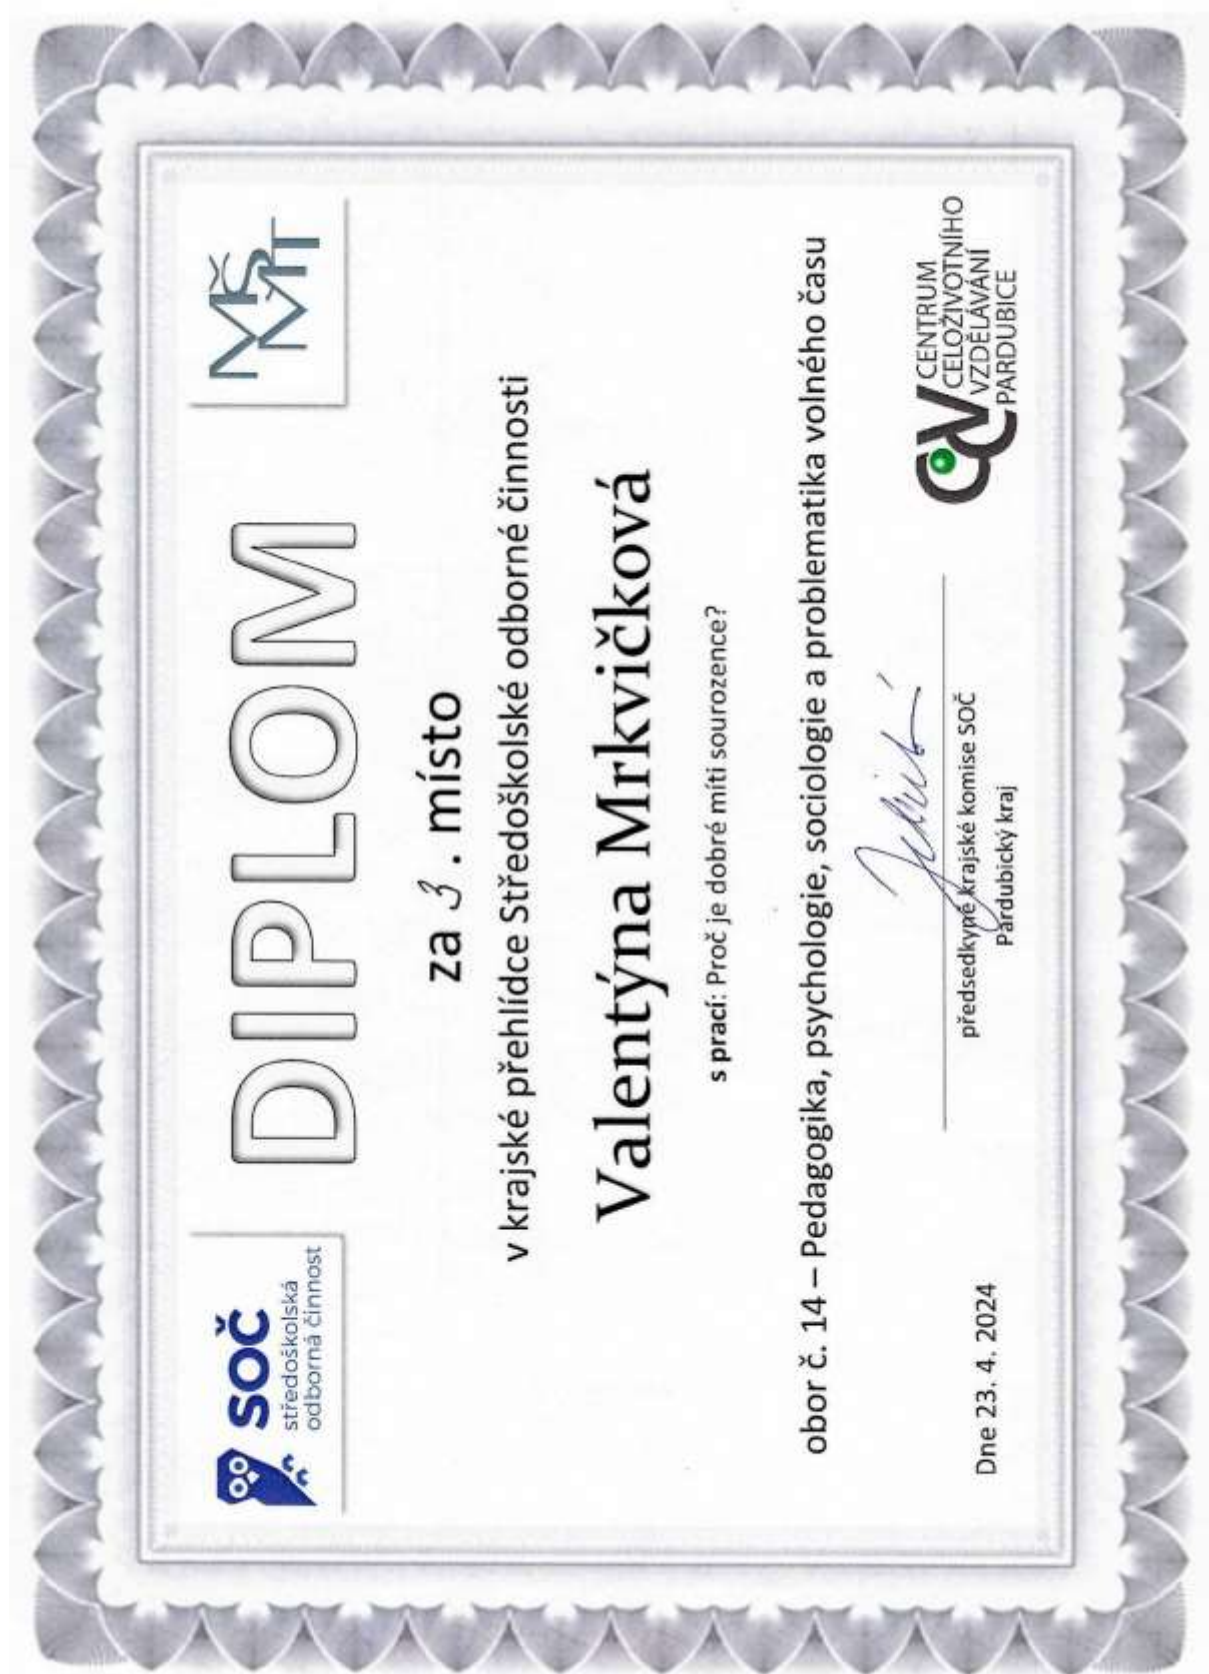 SOČ
středoškolská
odborná činnost
DIPLOM
MŠMT
za 3. místo
v krajské přehlídce Středoškolské odborné činnosti
Valentýna Mrkvičková
s prací: Proč je dobré míti sourozence?
obor č. 14 – Pedagogika, psychologie, sociologie a problematika volného času
Dne 23. 4. 2024
předsedkyně krajské komise SOČ
Pardubický kraj
CCV
CENTRUM
CELOŽIVOTNÍHO
VZDĚLÁVÁNÍ
PARDUBICE